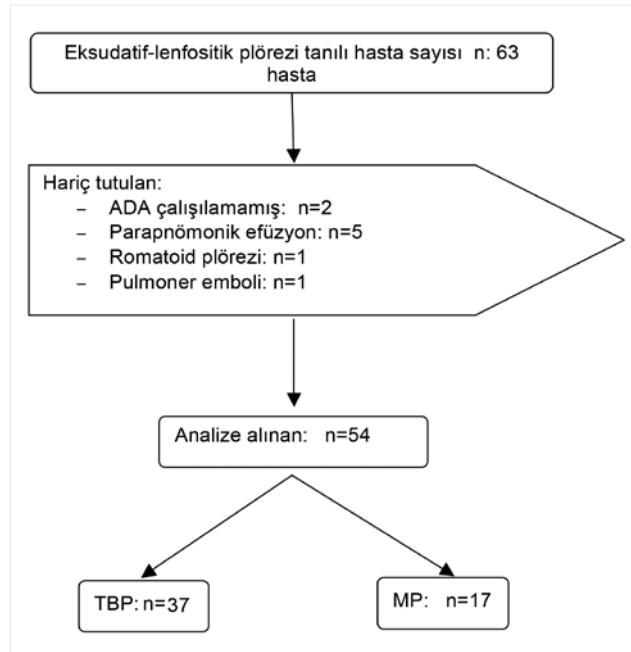 Eksudatif-lenfositik plörezi tanılı hasta sayısı n: 63
hasta
Hariç tutulan:
– ADA çalışılamamış: n=2
– Parapnömonik efüzyon: n=5
– Romatoid plörezi: n=1
– Pulmoner emboli: n=1
Analize alınan: n=54
TBP: n=37
MP: n=17